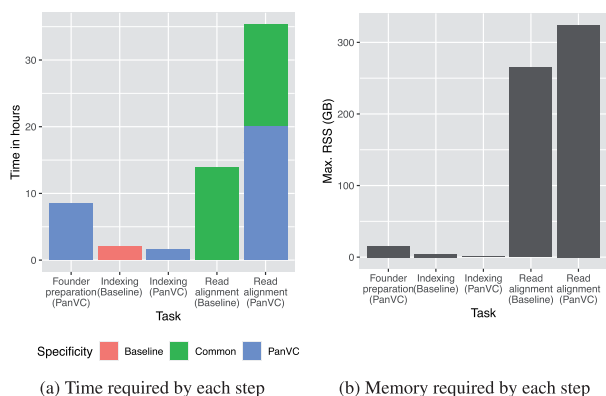 30
20
10
0
Time in hours
Founder preparation (PanVC)
Indexing (Baseline)
Indexing (PanVC)
Read alignment (Baseline)
Read alignment (PanVC)
Task
Specificity Baseline Common PanVC
(a) Time required by each step
300
200
100
0
Max. RSS (GB)
Founder preparation (PanVC)
Indexing (Baseline)
Indexing (PanVC)
Read alignment (Baseline)
Read alignment (PanVC)
Task
(b) Memory required by each step